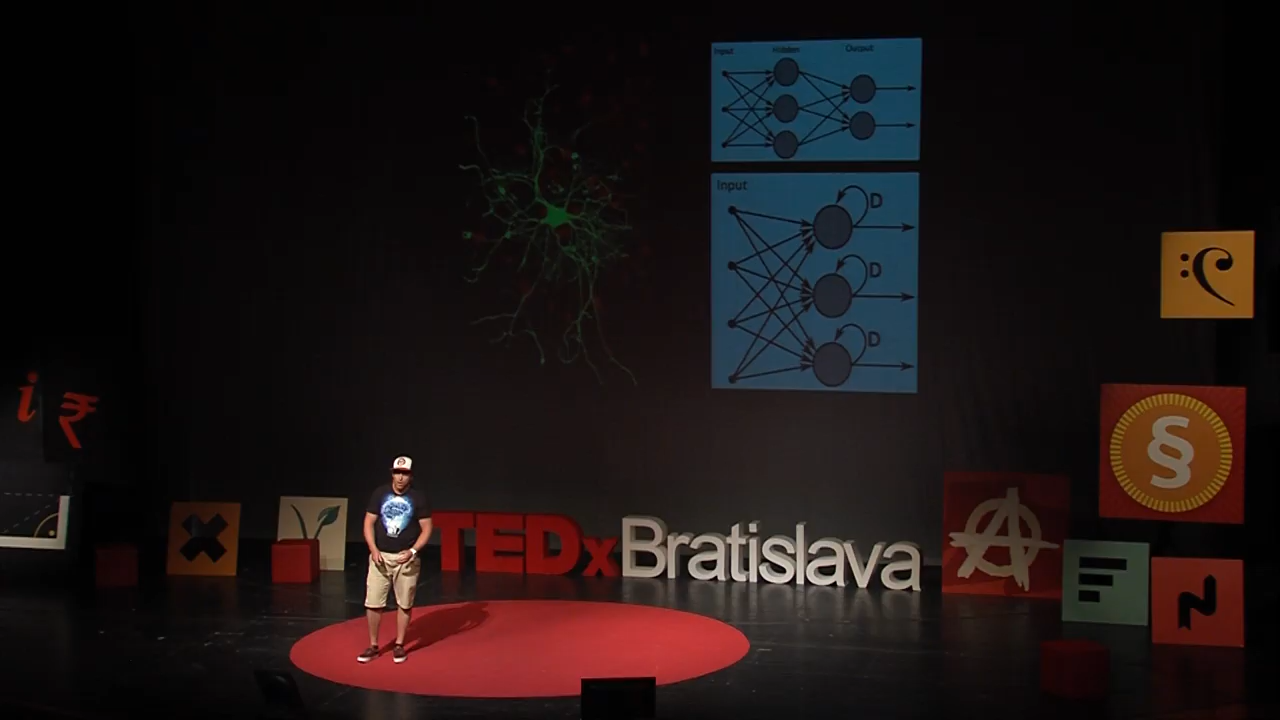 Input Hidden Output
Input
D
D
D
:C
i ₹
§
TEDxBratislava